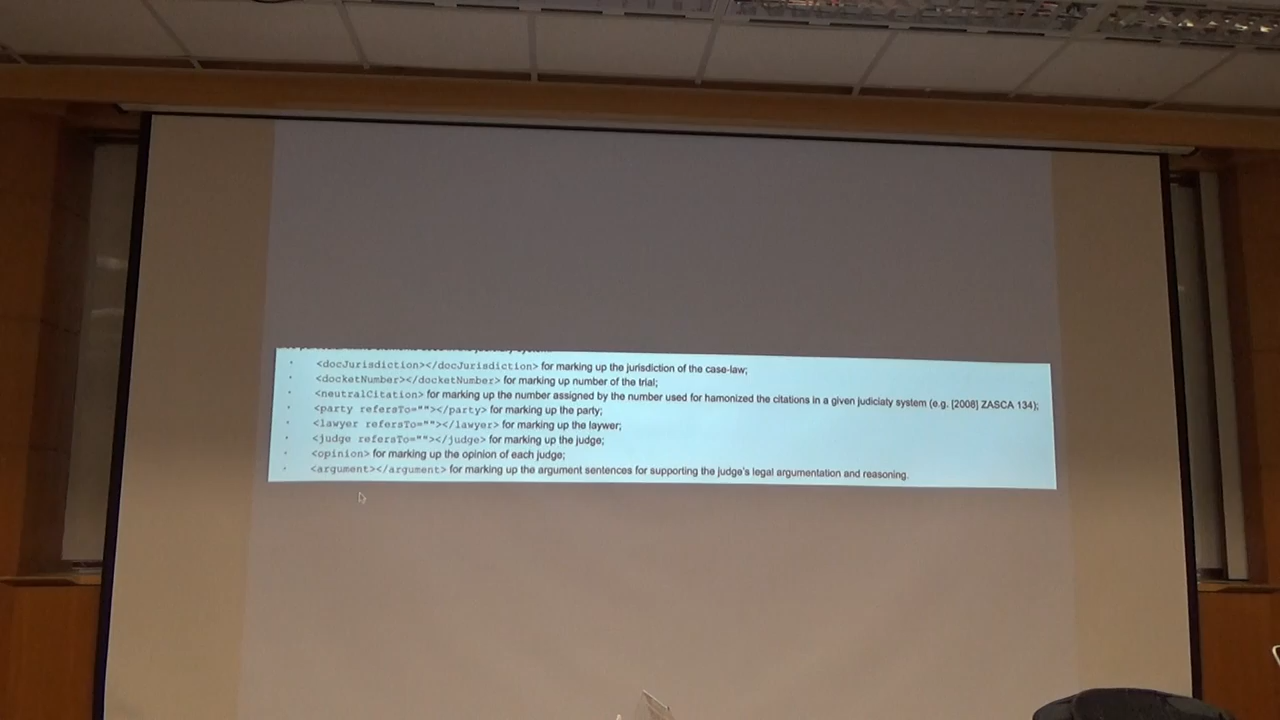 <docJurisdiction></docJurisdiction> for marking up the jurisdiction of the case-law;
<docketNumber></docketNumber> for marking up number of the trial;
<neutralCitation> for marking up the number assigned by the number used for hamonized the citations in a given judiciaty system (e.g. [2008] ZASCA 134);
<party refersTo=""></party> for marking up the party;
<lawyer refersTo=""></lawyer> for marking up the laywer;
<judge refersTo=""></judge> for marking up the judge;
<opinion> for marking up the opinion of each judge;
<argument></argument> for marking up the argument sentences for supporting the judge's legal argumentation and reasoning.